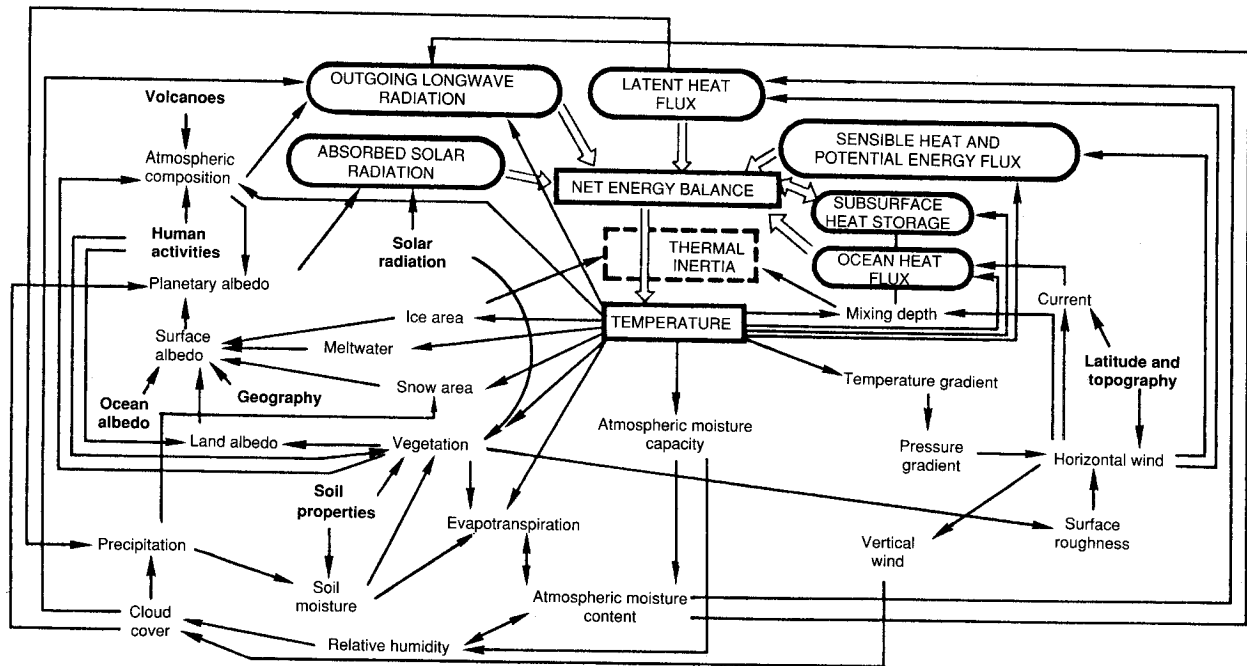 OUTGOING LONGWAVE
RADIATION
LATENT HEAT
FLUX
Volcanoes
SENSIBLE HEAT AND
POTENTIAL ENERGY FLUX
ABSORBED SOLAR
RADIATION
Atmospheric
composition
NET ENERGY BALANCE
SUBSURFACE
HEAT STORAGE
Human
activities
Solar
radiation
THERMAL
INERTIA
OCEAN HEAT
FLUX
Planetary albedo
Current
Ice area
TEMPERATURE
Mixing depth
Surface
albedo
Meltwater
Latitude and
topography
Snow area
Temperature gradient
Ocean
albedo
Geography
Atmospheric moisture
capacity
Land albedo
Vegetation
Pressure
gradient
Horizontal wind
Soil
properties
Evapotranspiration
Surface
roughness
Precipitation
Vertical
wind
Soil
moisture
Atmospheric moisture
content
Cloud
cover
Relative humidity